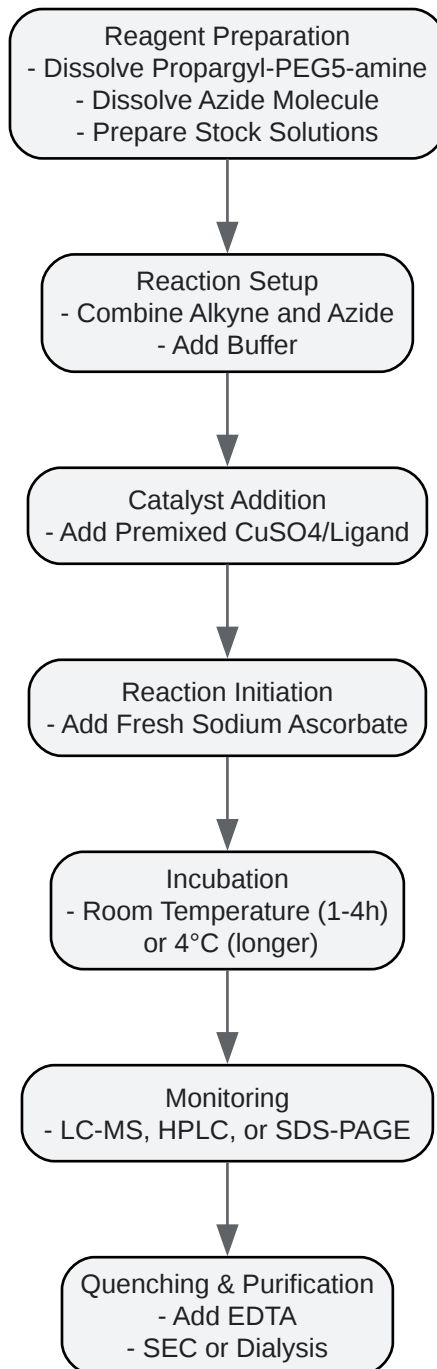 Reagent Preparation
- Dissolve Propargyl-PEG5-amine
- Dissolve Azide Molecule
- Prepare Stock Solutions
Reaction Setup
- Combine Alkyne and Azide
- Add Buffer
Catalyst Addition
- Add Premixed CuSO4/Ligand
Reaction Initiation
- Add Fresh Sodium Ascorbate
Incubation
- Room Temperature (1-4h)
or 4°C (longer)
Monitoring
- LC-MS, HPLC, or SDS-PAGE
Quenching & Purification
- Add EDTA
- SEC or Dialysis